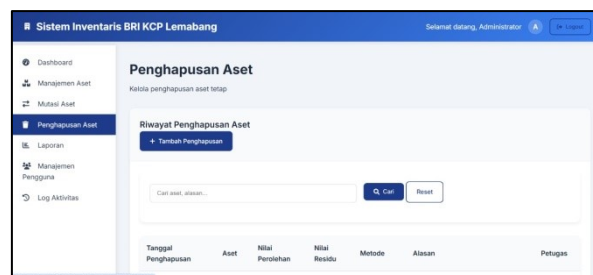 Sistem Inventaris BRI KCP Lemabang
Selamat datang, Administrator A Logout
Dashboard
Manajemen Aset
Mutasi Aset
Penghapusan Aset
Laporan
Manajemen
Pengguna
Log Aktivitas
Penghapusan Aset
Kelola penghapusan aset tetap
Riwayat Penghapusan Aset
+ Tambah Penghapusan
Cari aset, alasan...
Cari
Reset
Tanggal Penghapusan
Aset
Nilai Perolehan
Nilai Residu
Metode
Alasan
Petugas